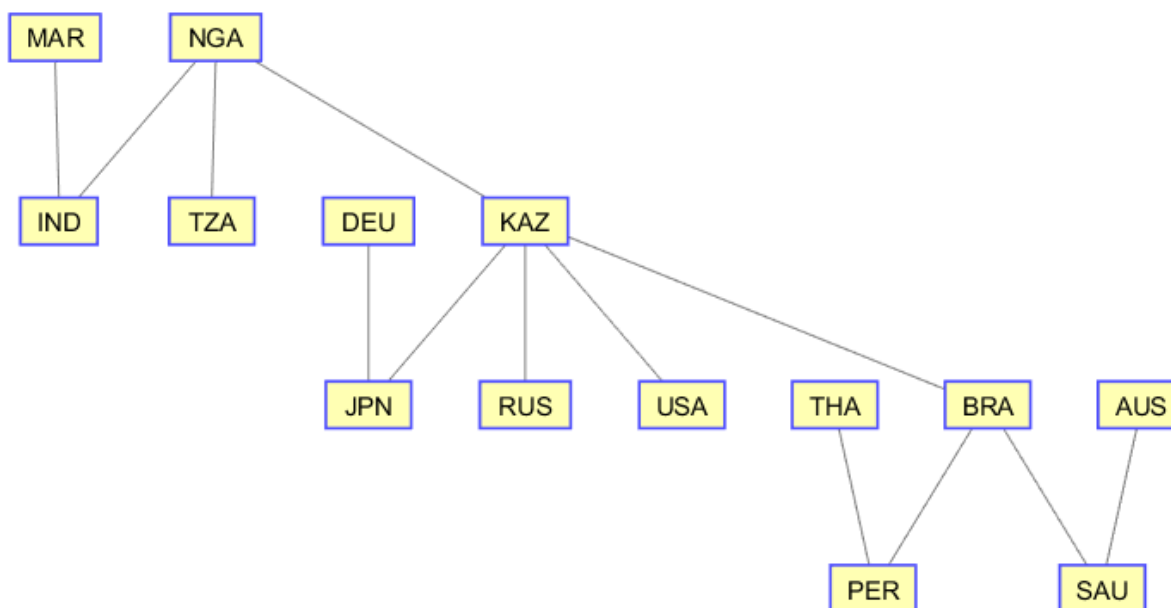 MAR NGA
IND TZA DEU KAZ
JPN RUS USA THA BRA AUS
PER SAU